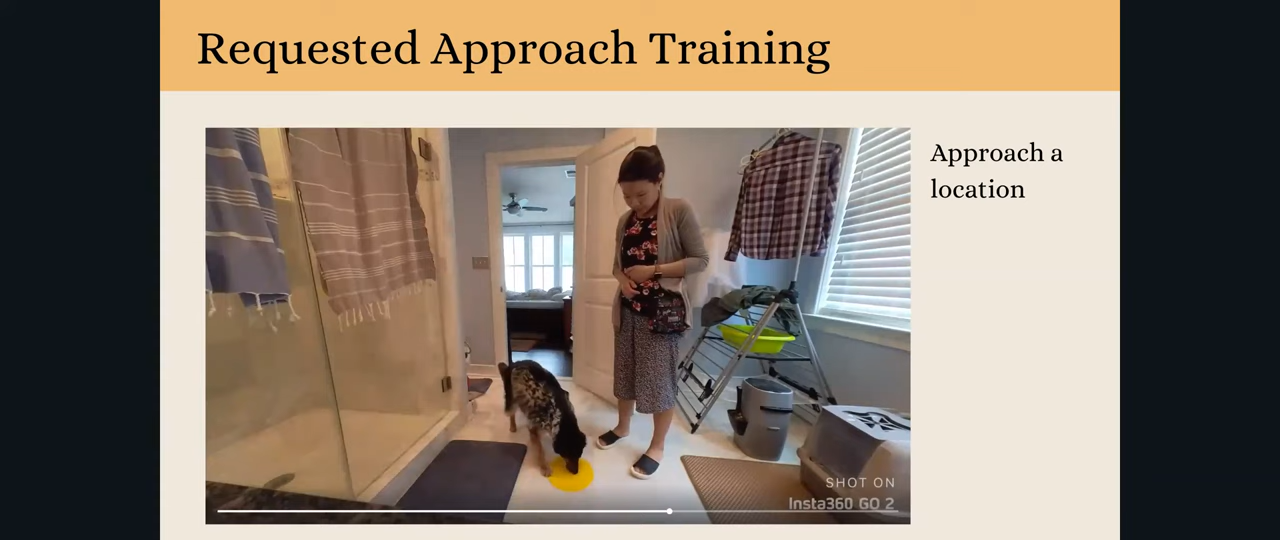 Requested Approach Training
Approach a
location
SHOT ON
Insta360 GO 2